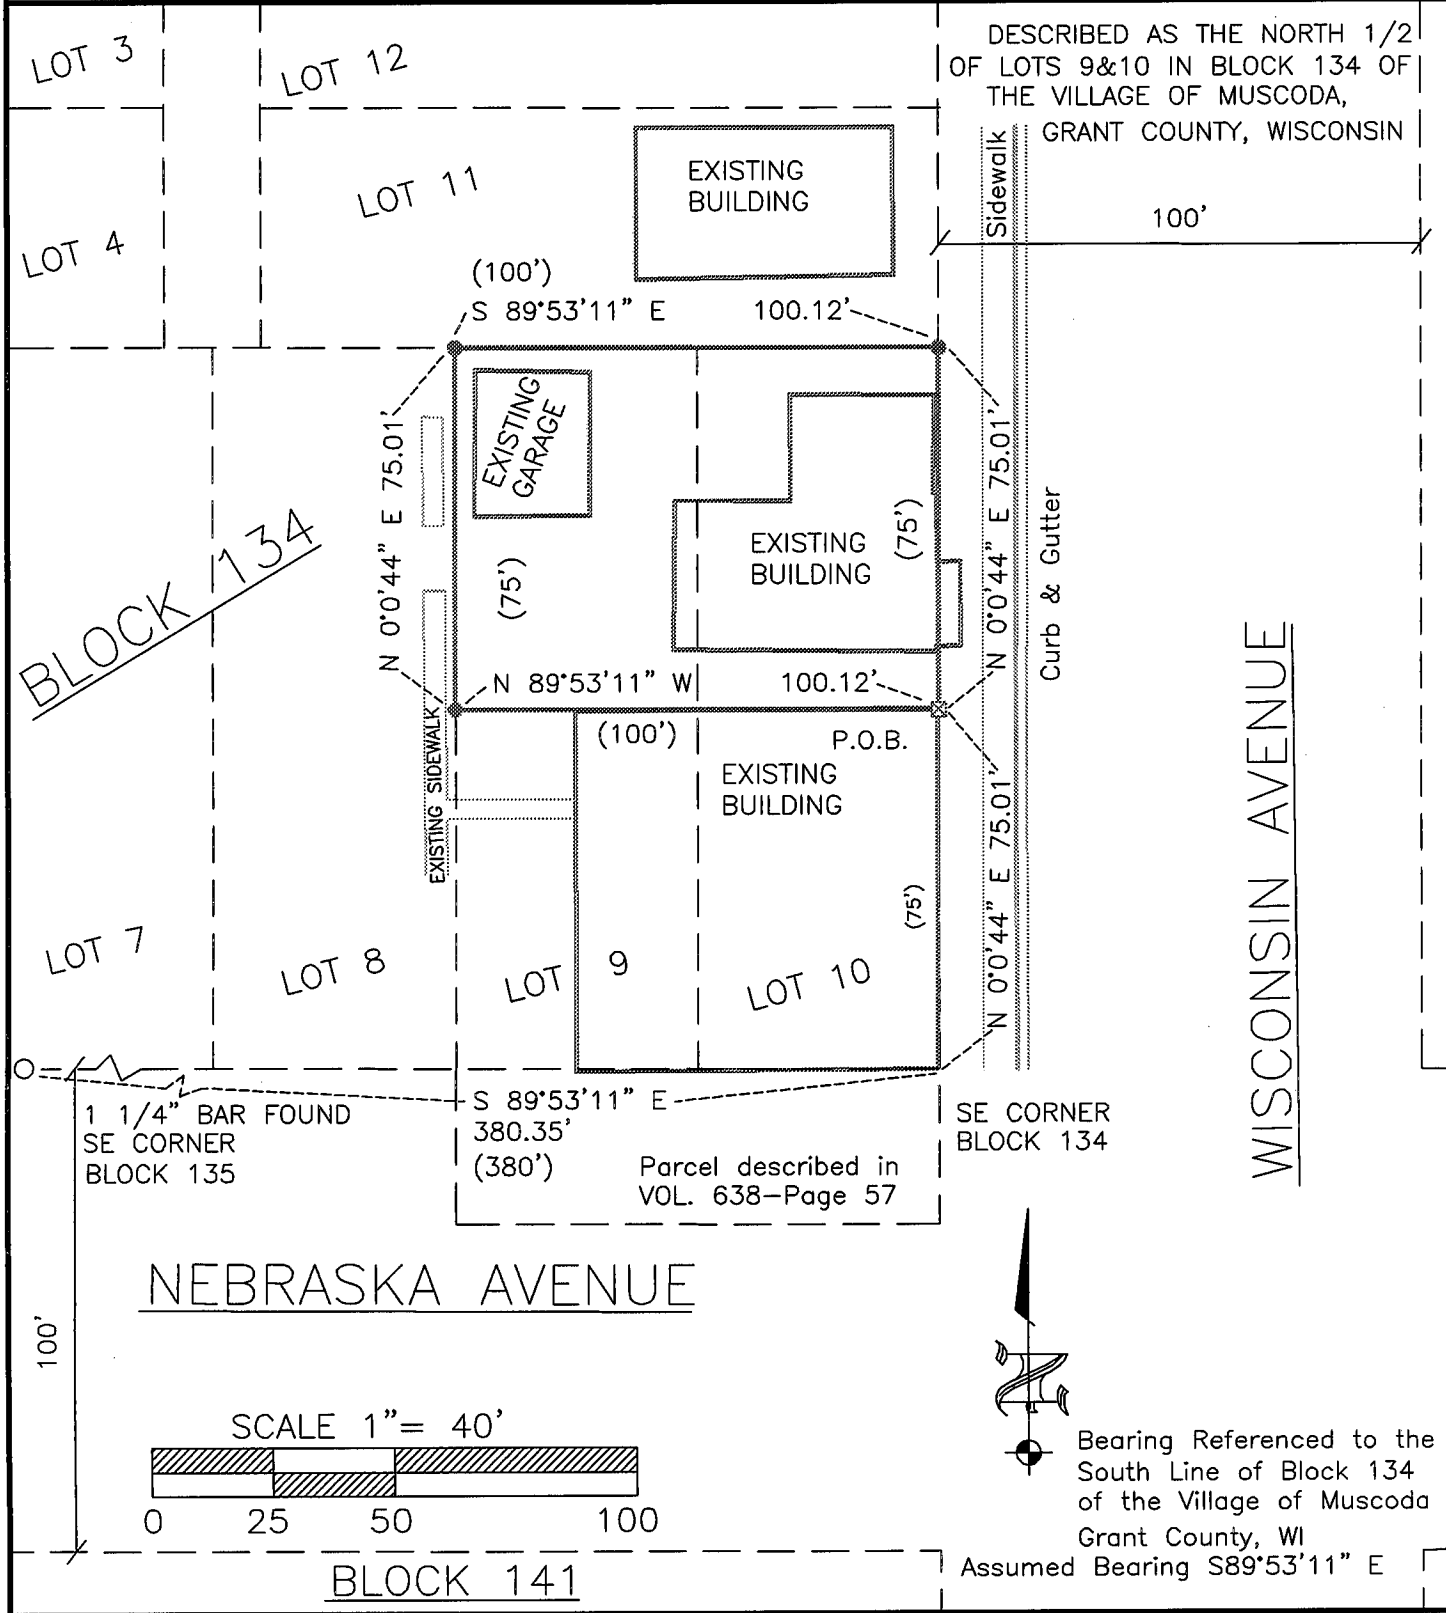 LOT 3
LOT 12
DESCRIBED AS THE NORTH 1/2
OF LOTS 9&10 IN BLOCK 134 OF
THE VILLAGE OF MUSCODA,
GRANT COUNTY, WISCONSIN
LOT 11
EXISTING
BUILDING
Sidewalk
100'
LOT 4
(100')
S 89°53'11" E
100.12'
EXISTING
GARAGE
N 0°0'44" E 75.01'
(75')
EXISTING
BUILDING
(75')
N 0°0'44" E 75.01'
Curb & Gutter
BLOCK 134
N 89°53'11" W
100.12'
(100')
P.O.B.
EXISTING SIDEWALK
EXISTING
BUILDING
(75')
N 0°0'44" E 75.01'
WISCONSIN AVENUE
LOT 7
LOT 8
LOT 9
LOT 10
1 1/4" BAR FOUND
SE CORNER
BLOCK 135
S 89°53'11" E
380.35'
(380')
SE CORNER
BLOCK 134
Parcel described in
VOL. 638-Page 57
NEBRASKA AVENUE
100'
SCALE 1"= 40'
0 25 50 100
Bearing Referenced to the
South Line of Block 134
of the Village of Muscoda
Grant County, WI
Assumed Bearing S89°53'11" E
BLOCK 141